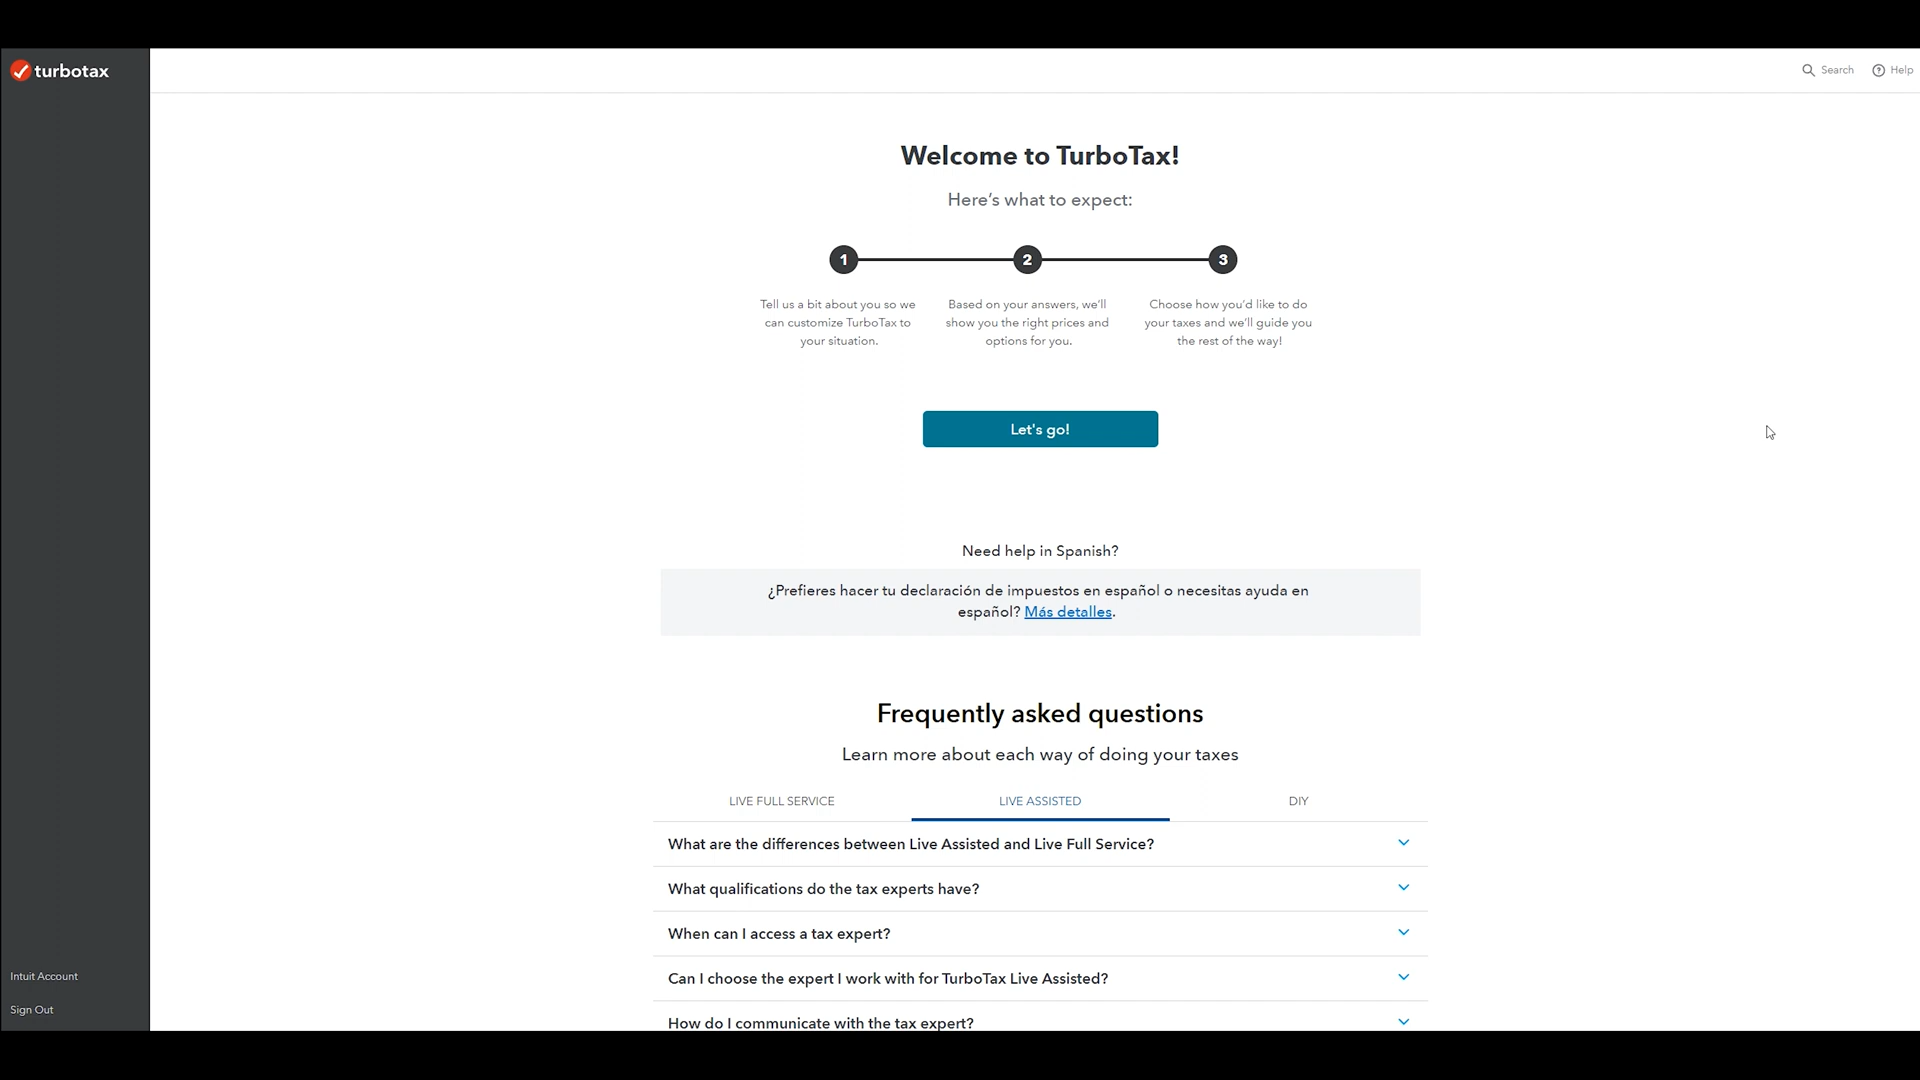 turbotax
Search
Help
Welcome to TurboTax!
Here’s what to expect:
1
2
3
Tell us a bit about you so we
can customize TurboTax to
your situation.
Based on your answers, we’ll
show you the right prices and
options for you.
Choose how you’d like to do
your taxes and we’ll guide you
the rest of the way!
Let's go!
Need help in Spanish?
¿Prefieres hacer tu declaración de impuestos en español o necesitas ayuda en
español? Más detalles.
Frequently asked questions
Learn more about each way of doing your taxes
LIVE FULL SERVICE
LIVE ASSISTED
DIY
What are the differences between Live Assisted and Live Full Service?
What qualifications do the tax experts have?
When can I access a tax expert?
Can I choose the expert I work with for TurboTax Live Assisted?
How do I communicate with the tax expert?
Intuit Account
Sign Out